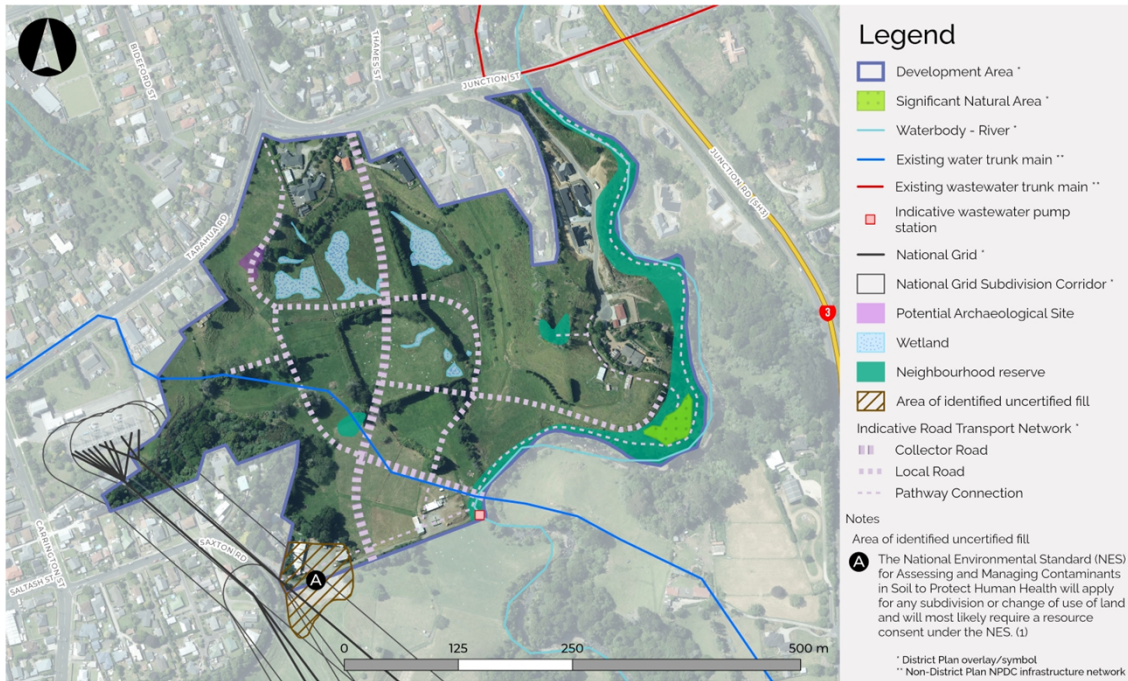 BIDEFORD ST
THAMES ST
JUNCTION ST
JUNCTION RD (SH3)
TARAHUA RD
3
CARRINGTON ST
SAXTON RD
SALTASH ST
A
0 125 250 500 m
Legend
Development Area *
Significant Natural Area *
Waterbody - River *
Existing water trunk main **
Existing wastewater trunk main **
Indicative wastewater pump
station
National Grid *
National Grid Subdivision Corridor *
Potential Archaeological Site
Wetland
Neighbourhood reserve
Area of identified uncertified fill
Indicative Road Transport Network *
Collector Road
Local Road
Pathway Connection
Notes
Area of identified uncertified fill
A The National Environmental Standard (NES)
for Assessing and Managing Contaminants
in Soil to Protect Human Health will apply
for any subdivision or change of use of land
and will most likely require a resource
consent under the NES. (1)
* District Plan overlay/symbol
** Non-District Plan NPDC infrastructure network